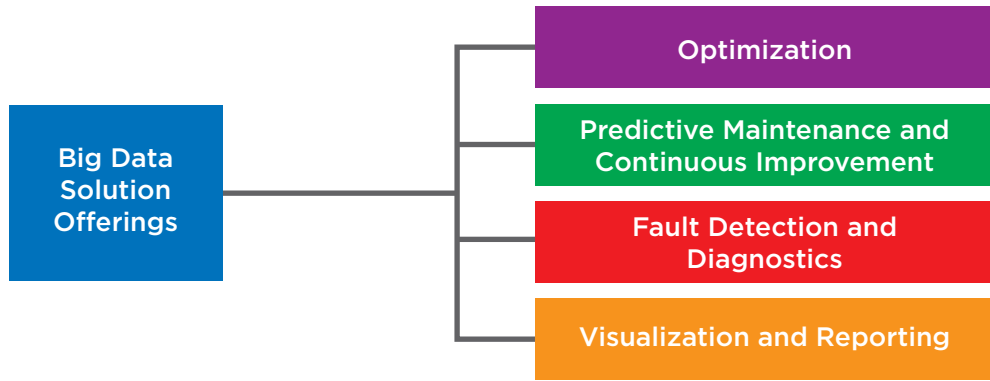 Big Data
Solution
Offerings
Optimization
Predictive Maintenance and
Continuous Improvement
Fault Detection and
Diagnostics
Visualization and Reporting